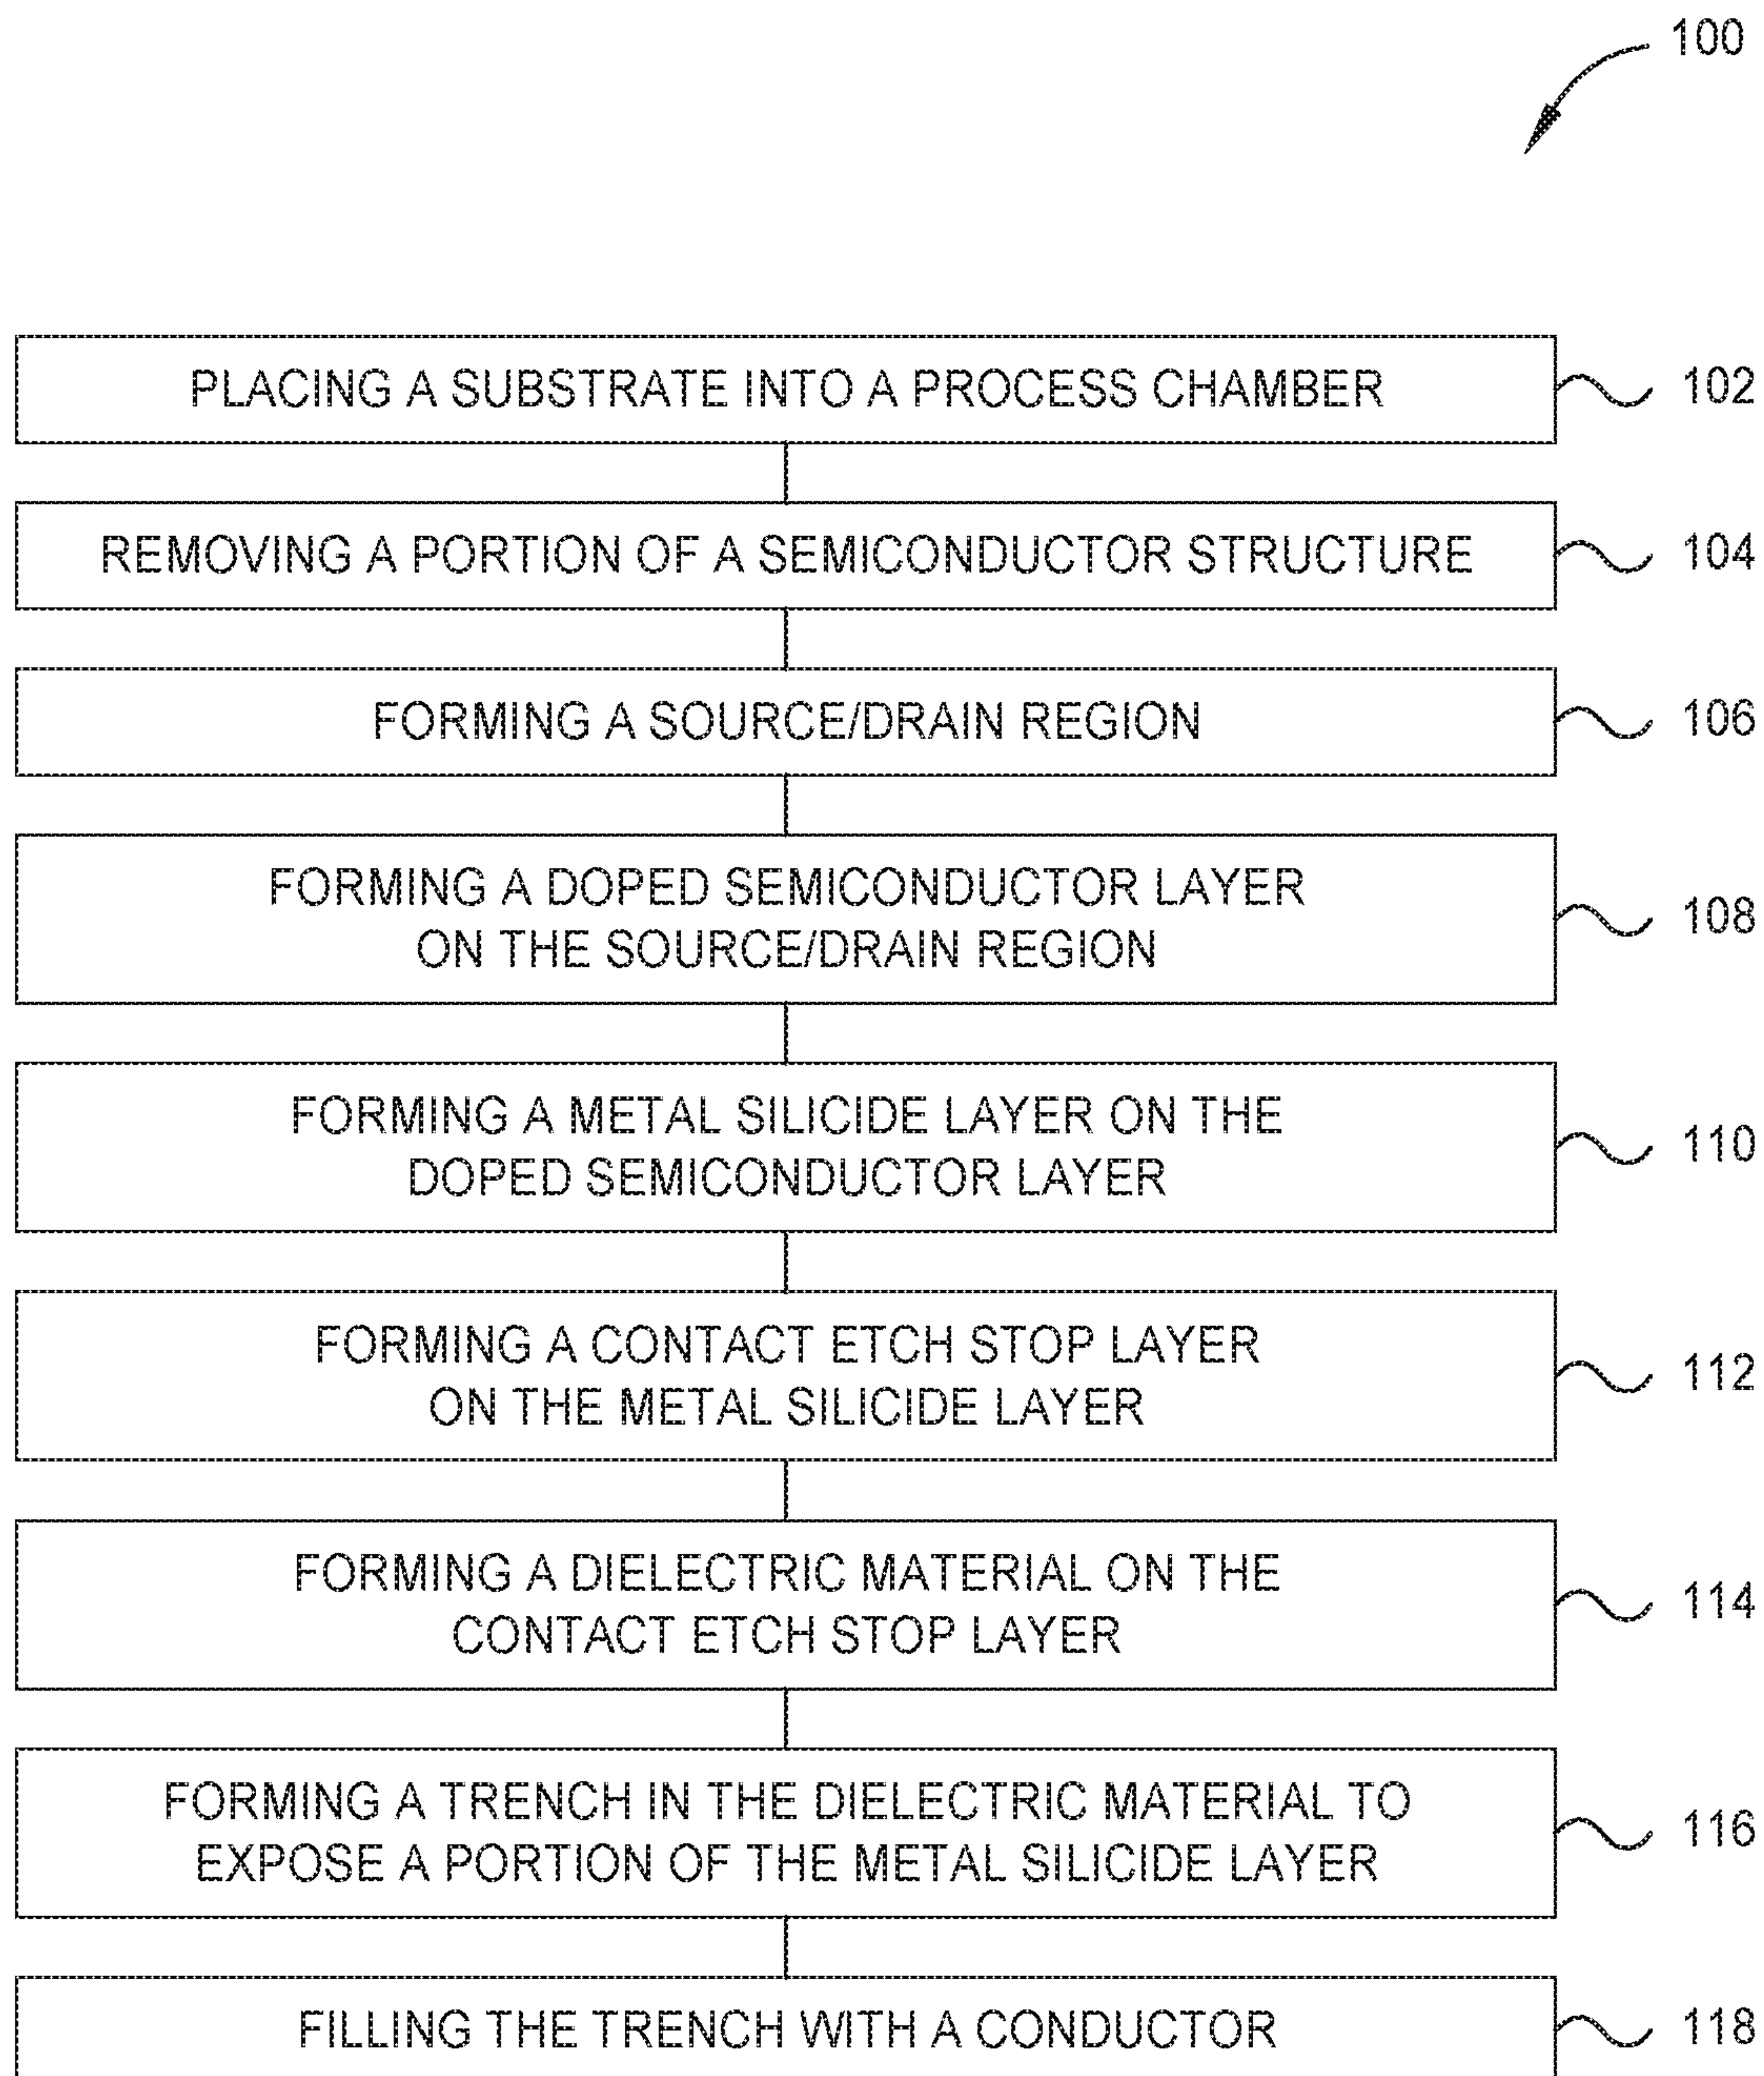 100
PLACING A SUBSTRATE INTO A PROCESS CHAMBER 102
REMOVING A PORTION OF A SEMICONDUCTOR STRUCTURE 104
FORMING A SOURCE/DRAIN REGION 106
FORMING A DOPED SEMICONDUCTOR LAYER
ON THE SOURCE/DRAIN REGION
108
FORMING A METAL SILICIDE LAYER ON THE
DOPED SEMICONDUCTOR LAYER
110
FORMING A CONTACT ETCH STOP LAYER
ON THE METAL SILICIDE LAYER
112
FORMING A DIELECTRIC MATERIAL ON THE
CONTACT ETCH STOP LAYER
114
FORMING A TRENCH IN THE DIELECTRIC MATERIAL TO
EXPOSE A PORTION OF THE METAL SILICIDE LAYER
116
FILLING THE TRENCH WITH A CONDUCTOR 118